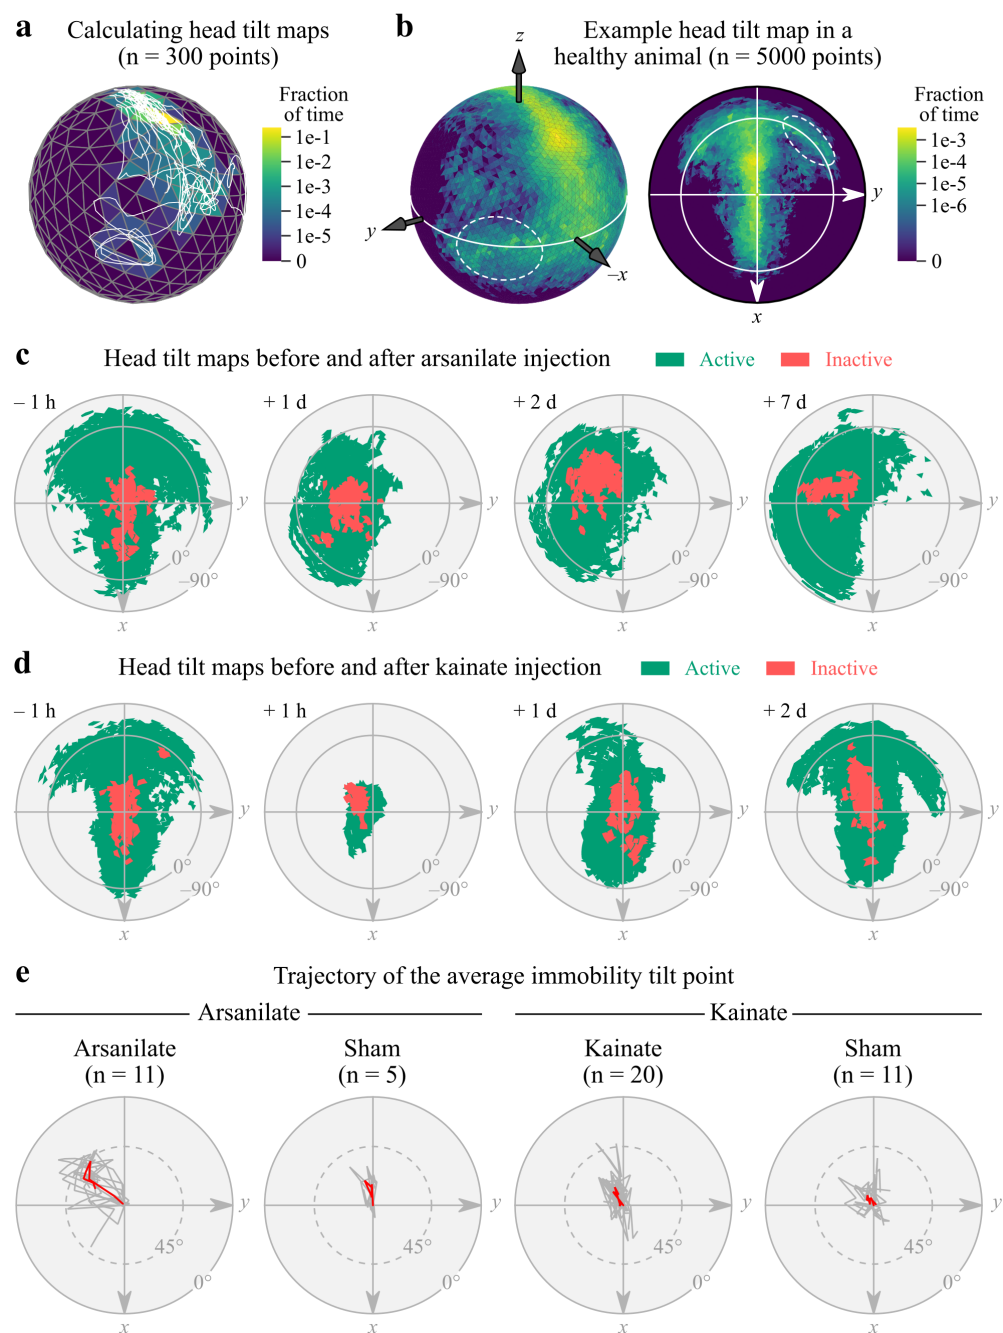 a Calculating head tilt maps
(n = 300 points)
Fraction
of time
1e-1
1e-2
1e-3
1e-4
1e-5
0
b Example head tilt map in a
healthy animal (n = 5000 points)
z
y
–x
y
x
Fraction
of time
1e-3
1e-4
1e-5
1e-6
0
c Head tilt maps before and after arsanilate injection Active Inactive
– 1 h
y
0°
–90°
x
+ 1 d
y
0°
–90°
x
+ 2 d
y
0°
–90°
x
+ 7 d
y
0°
–90°
x
d Head tilt maps before and after kainate injection Active Inactive
– 1 h
y
0°
–90°
x
+ 1 h
y
0°
–90°
x
+ 1 d
y
0°
–90°
x
+ 2 d
y
0°
–90°
x
e Trajectory of the average immobility tilt point
Arsanilate
Kainate
Arsanilate
(n = 11)
y
45°
0°
x
Sham
(n = 5)
y
45°
0°
x
Kainate
(n = 20)
y
45°
0°
x
Sham
(n = 11)
y
45°
0°
x